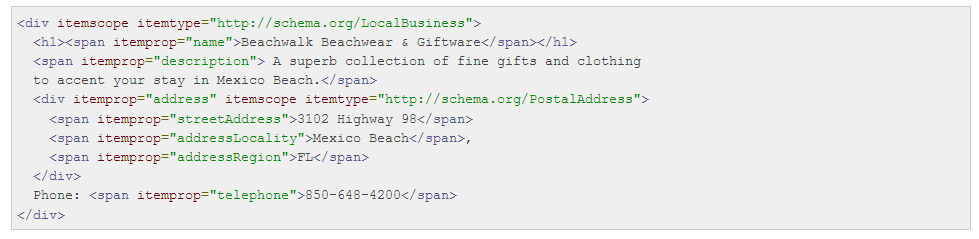 <div itemscope itemtype="http://schema.org/LocalBusiness">
<h1><span itemprop="name">Beachwalk Beachwear & Giftware</span></h1>
<span itemprop="description"> A superb collection of fine gifts and clothing
to accent your stay in Mexico Beach.</span>
<div itemprop="address" itemscope itemtype="http://schema.org/PostalAddress">
<span itemprop="streetAddress">3102 Highway 98</span>
<span itemprop="addressLocality">Mexico Beach</span>,
<span itemprop="addressRegion">FL</span>
</div>
Phone: <span itemprop="telephone">850-648-4200</span>
</div>